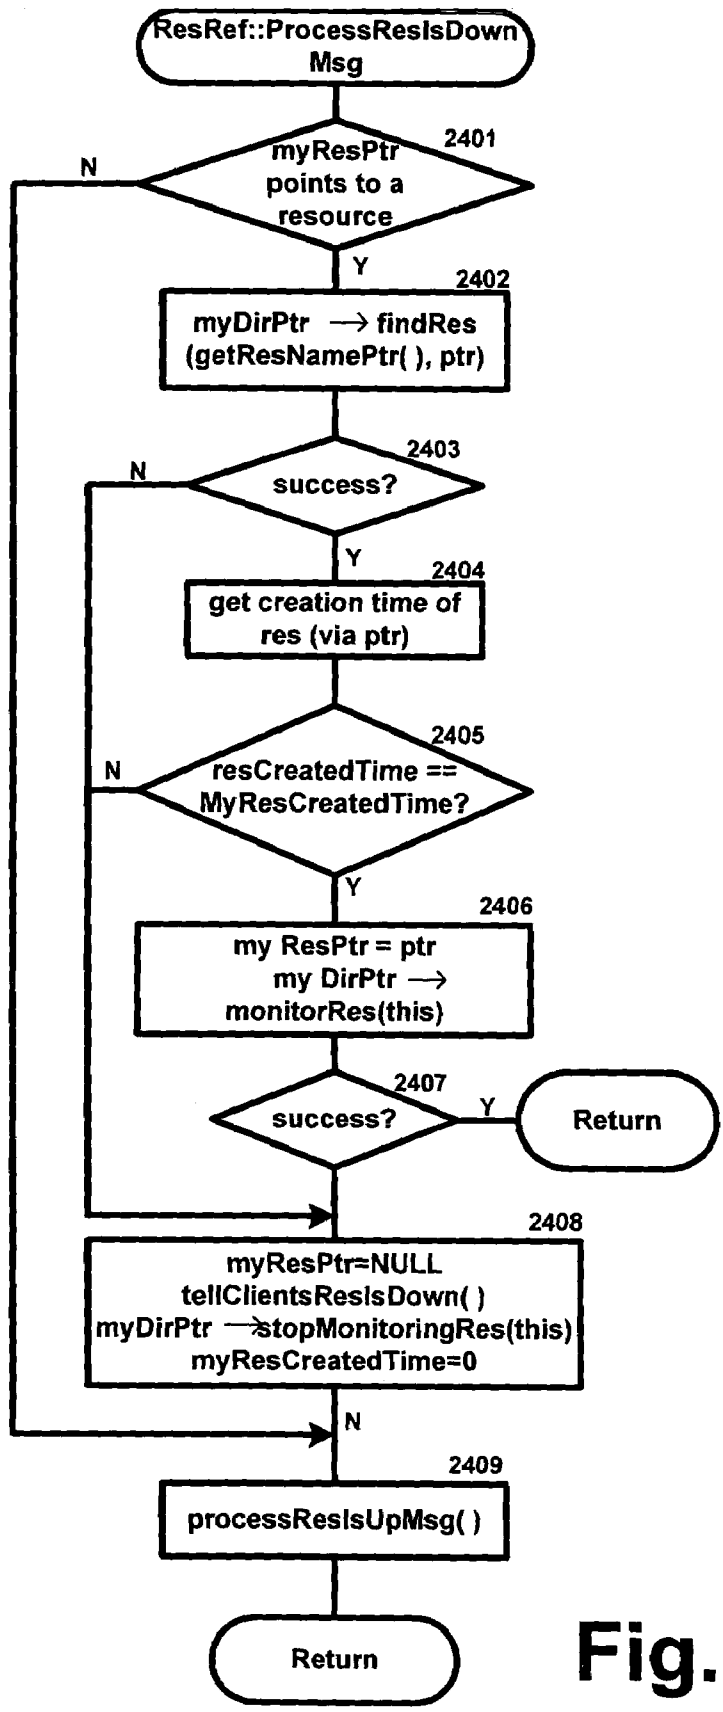 ResRef::ProcessResIsDown
Msg
2401
N
myResPtr
points to a
resource
Y
2402
myDirPtr → findRes
(getResNamePtr( ), ptr)
2403
N
success?
Y
2404
get creation time of
res (via ptr)
2405
N
resCreatedTime ==
MyResCreatedTime?
Y
2406
my ResPtr = ptr
my DirPtr →
monitorRes(this)
2407
success?
Y
Return
2408
myResPtr=NULL
tellClientsResIsDown( )
myDirPtr →stopMonitoringRes(this)
myResCreatedTime=0
N
2409
processResIsUpMsg( )
Return
Fig.